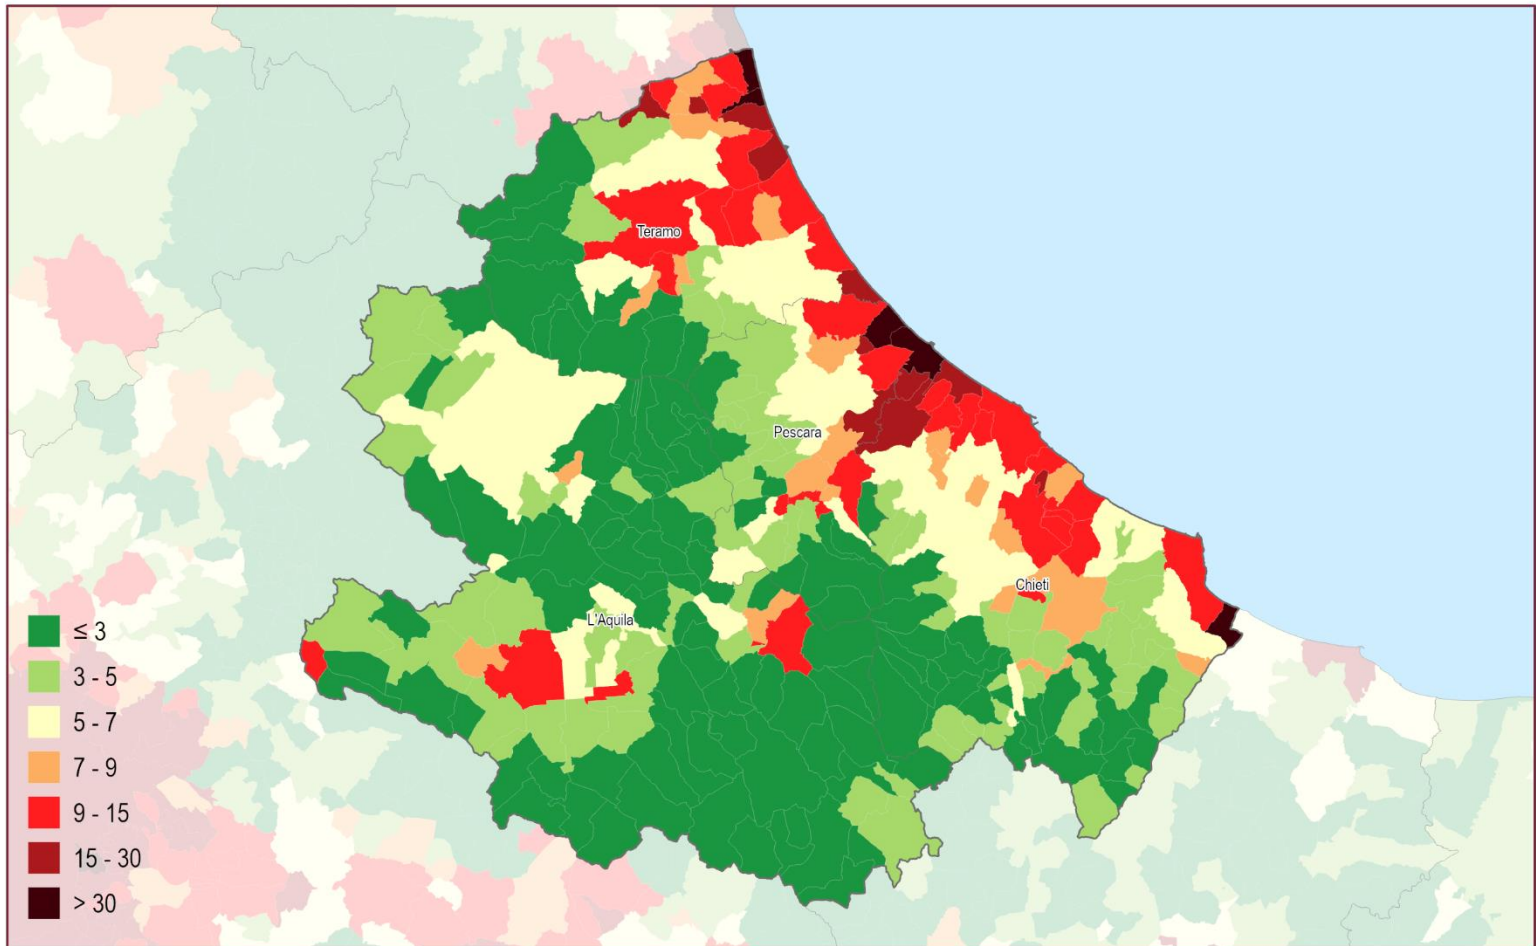 Teramo
Pescara
Chieti
L'Aquila
≤ 3
3 - 5
5 - 7
7 - 9
9 - 15
15 - 30
> 30